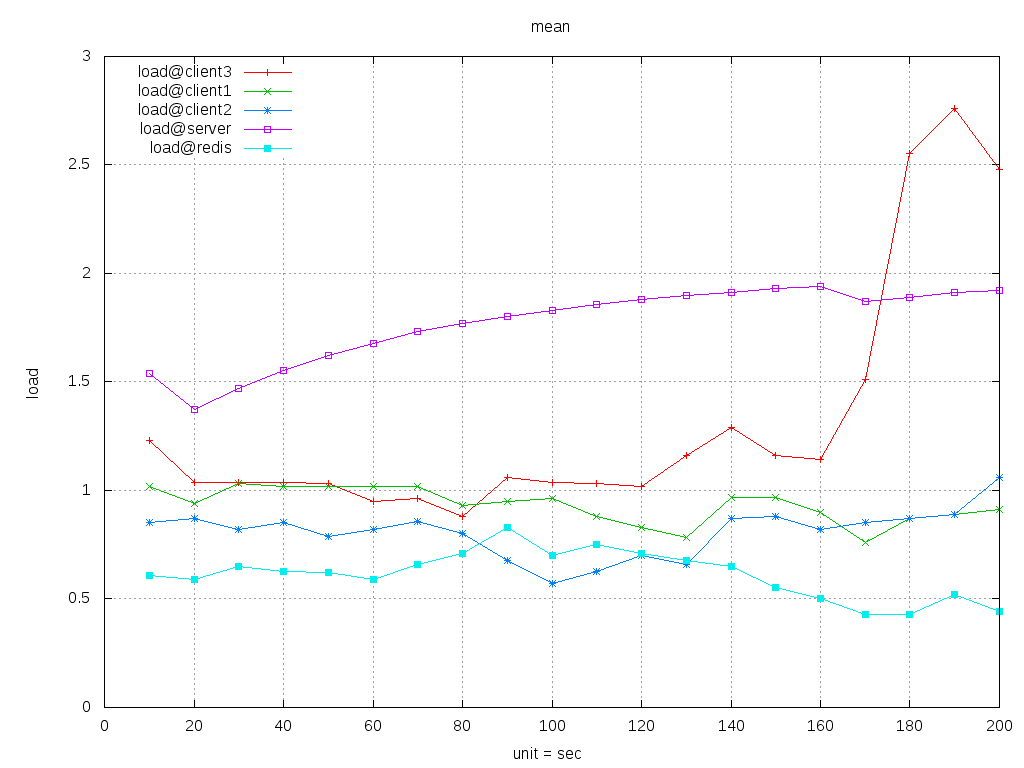 mean
3
2.5
2
1.5
1
0.5
0
load
load@client3
load@client1
load@client2
load@server
load@redis
0 20 40 60 80 100 120 140 160 180 200
unit = sec